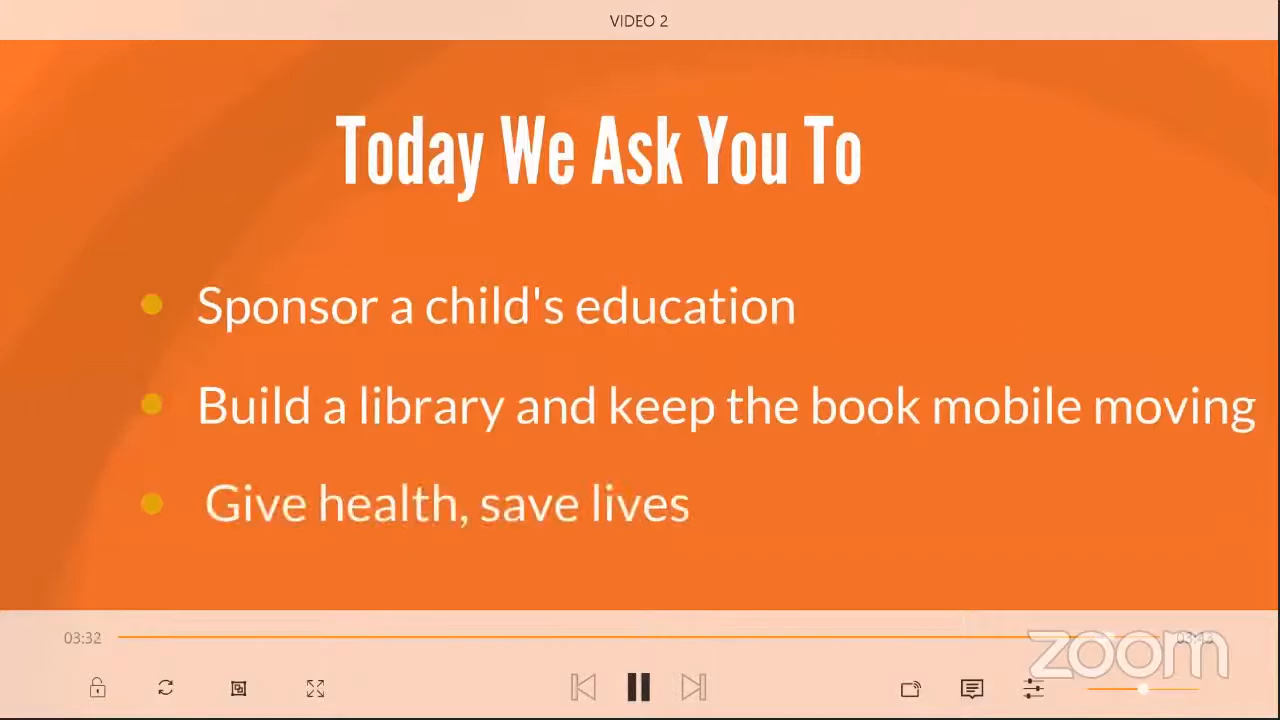 VIDEO 2
Today We Ask You To
Sponsor a child's education
Build a library and keep the book mobile moving
Give health, save lives
03:32
zoom